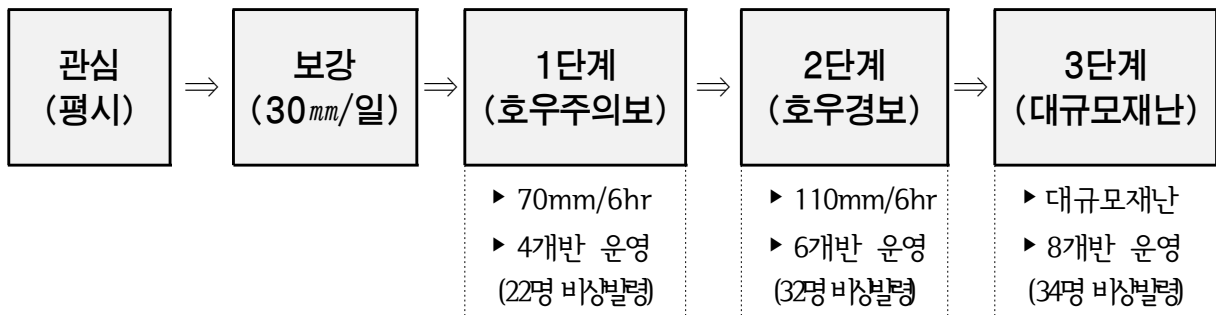 관심
(평시)
⇒
보강
(30㎜/일)
⇒
1단계
(호우주의보)
⇒
2단계
(호우경보)
⇒
3단계
(대규모재난)
▶ 70mm/6hr
▶ 4개반 운영
(22명 비상발령)
▶ 110mm/6hr
▶ 6개반 운영
(32명 비상발령)
▶ 대규모재난
▶ 8개반 운영
(34명 비상발령)